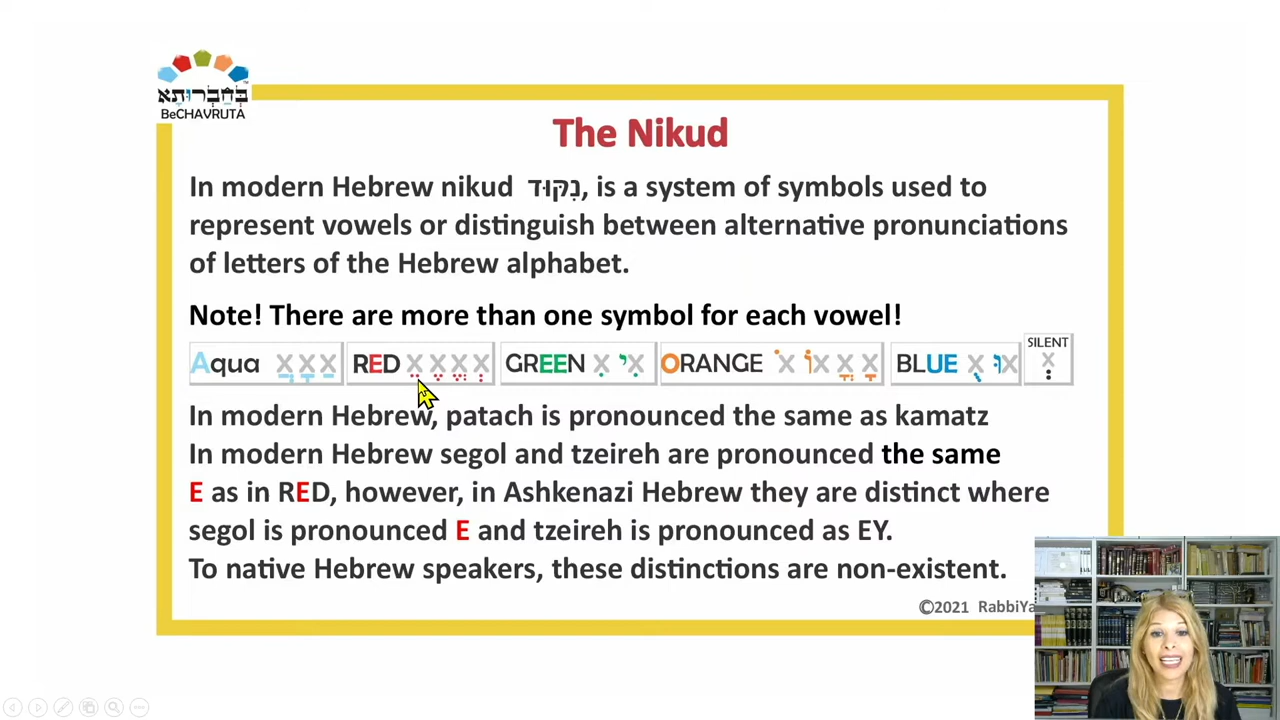 בְּחַבְרוּתָא
BeCHAVRUTA
The Nikud
In modern Hebrew nikud נִקּוּד, is a system of symbols used to
represent vowels or distinguish between alternative pronunciations
of letters of the Hebrew alphabet.
Note! There are more than one symbol for each vowel!
Aqua X X X RED X X X X GREEN X יX ORANGE X וֹX X X BLUE X וּX SILENT X
In modern Hebrew, patach is pronounced the same as kamatz
In modern Hebrew segol and tzeireh are pronounced the same
E as in RED, however, in Ashkenazi Hebrew they are distinct where
segol is pronounced E and tzeireh is pronounced as EY.
To native Hebrew speakers, these distinctions are non-existent.
©2021 RabbiYa